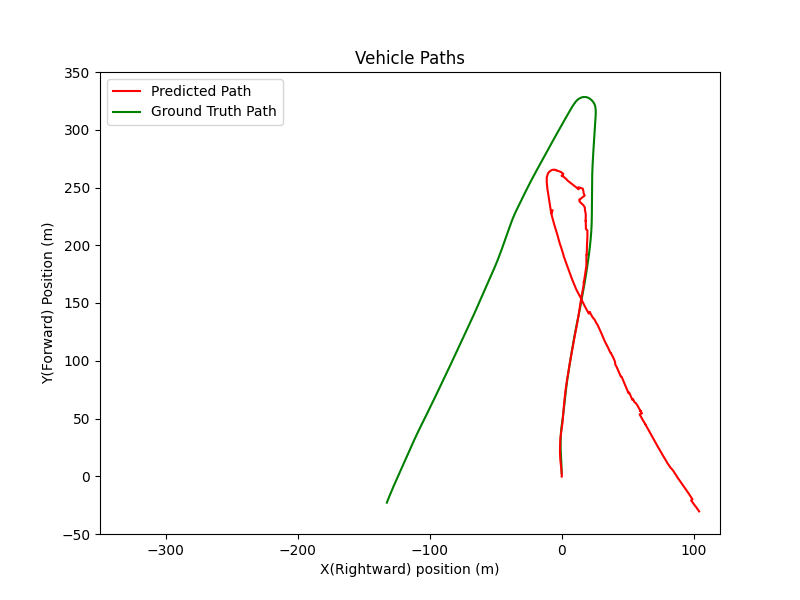 Vehicle Paths
Predicted Path
Ground Truth Path
350
300
250
200
150
100
50
0
−50
Y(Forward) Position (m)
−300
−200
−100
0
100
X(Rightward) position (m)